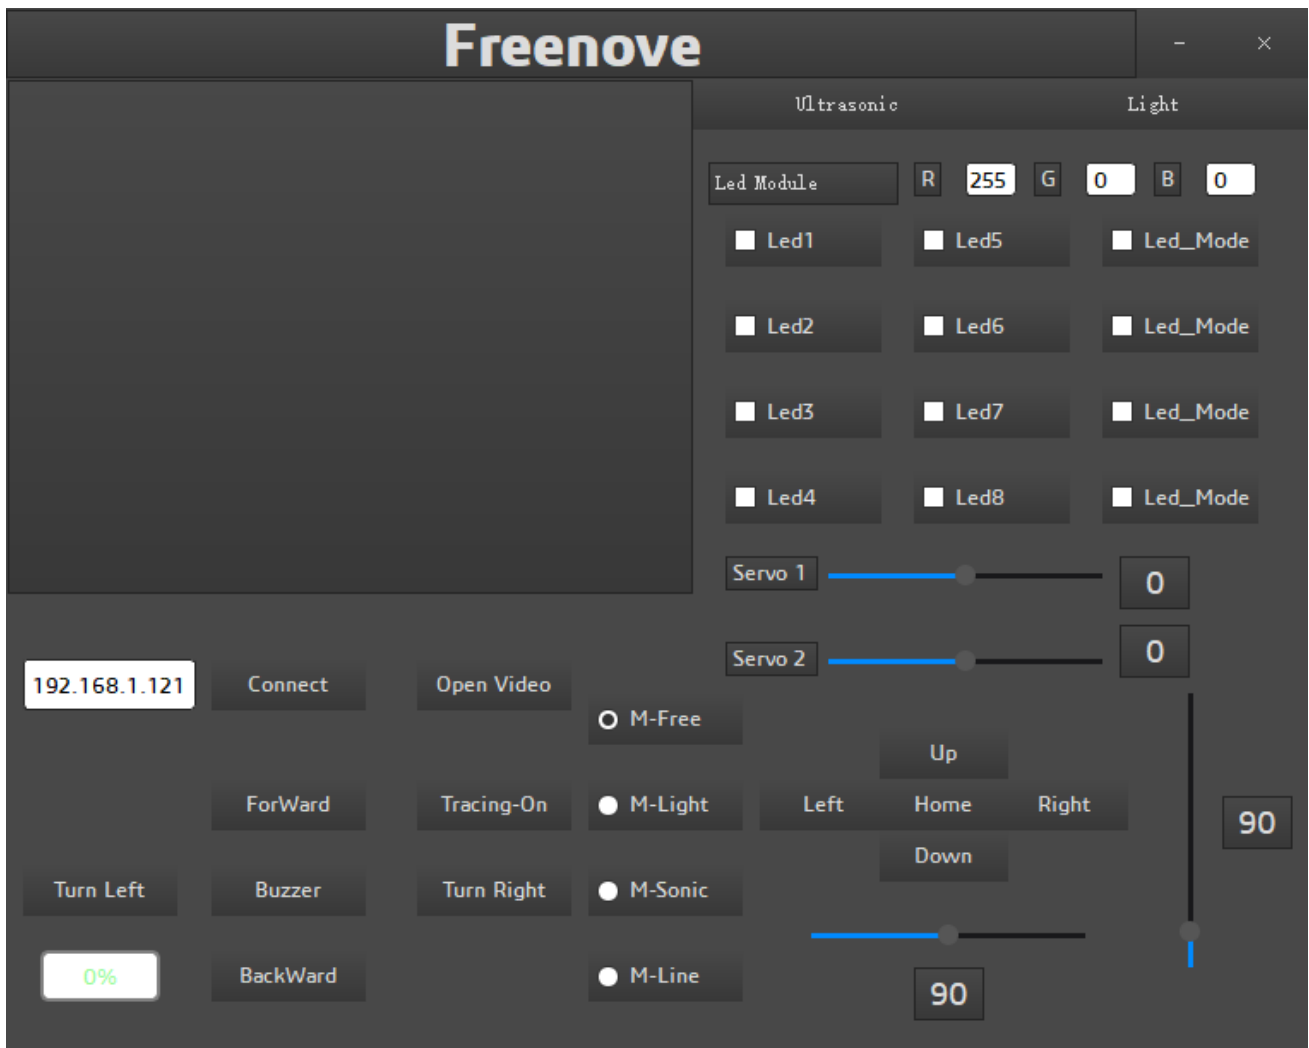 Freenove
Ultrasonic Light
Led Module R 255 G 0 B 0
Led1 Led5 Led_Mode
Led2 Led6 Led_Mode
Led3 Led7 Led_Mode
Led4 Led8 Led_Mode
Servo 1 0
Servo 2 0
192.168.1.121 Connect Open Video
M-Free
Up
ForWard Tracing-On M-Light Left Home Right
90
Down
Turn Left Buzzer Turn Right M-Sonic
0% BackWard M-Line
90